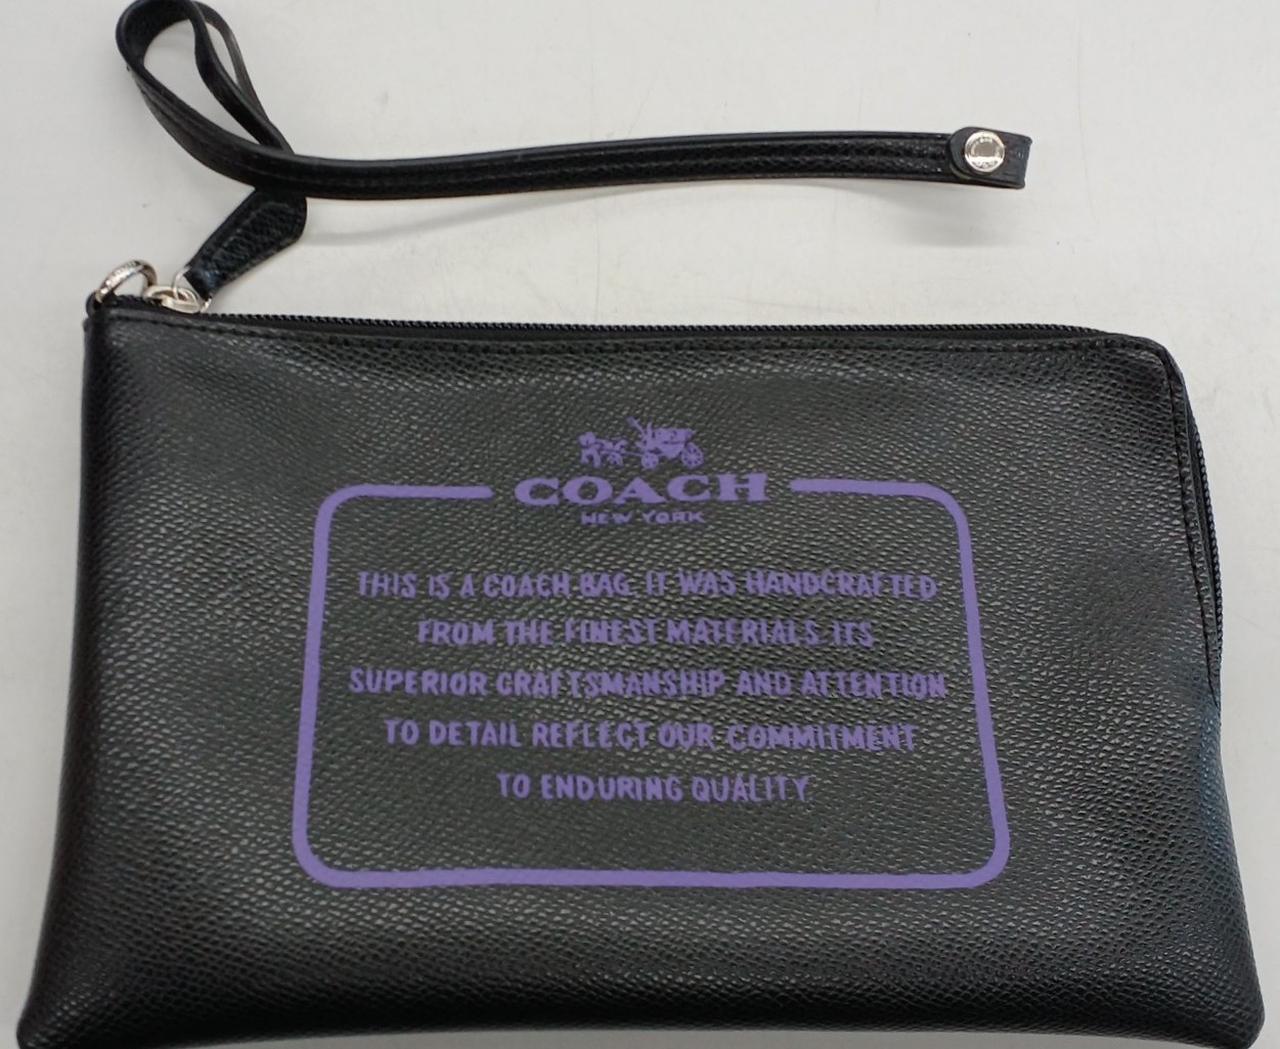 COACH
NEW YORK
THIS IS A COACH BAG. IT WAS HANDCRAFTED
FROM THE FINEST MATERIALS. ITS
SUPERIOR CRAFTSMANSHIP AND ATTENTION
TO DETAIL REFLECT OUR COMMITMENT
TO ENDURING QUALITY.